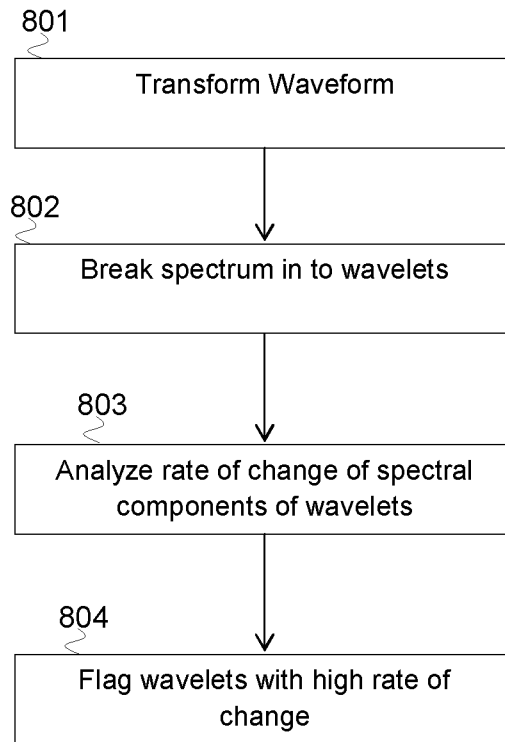 801
Transform Waveform
802
Break spectrum in to wavelets
803
Analyze rate of change of spectral
components of wavelets
804
Flag wavelets with high rate of
change